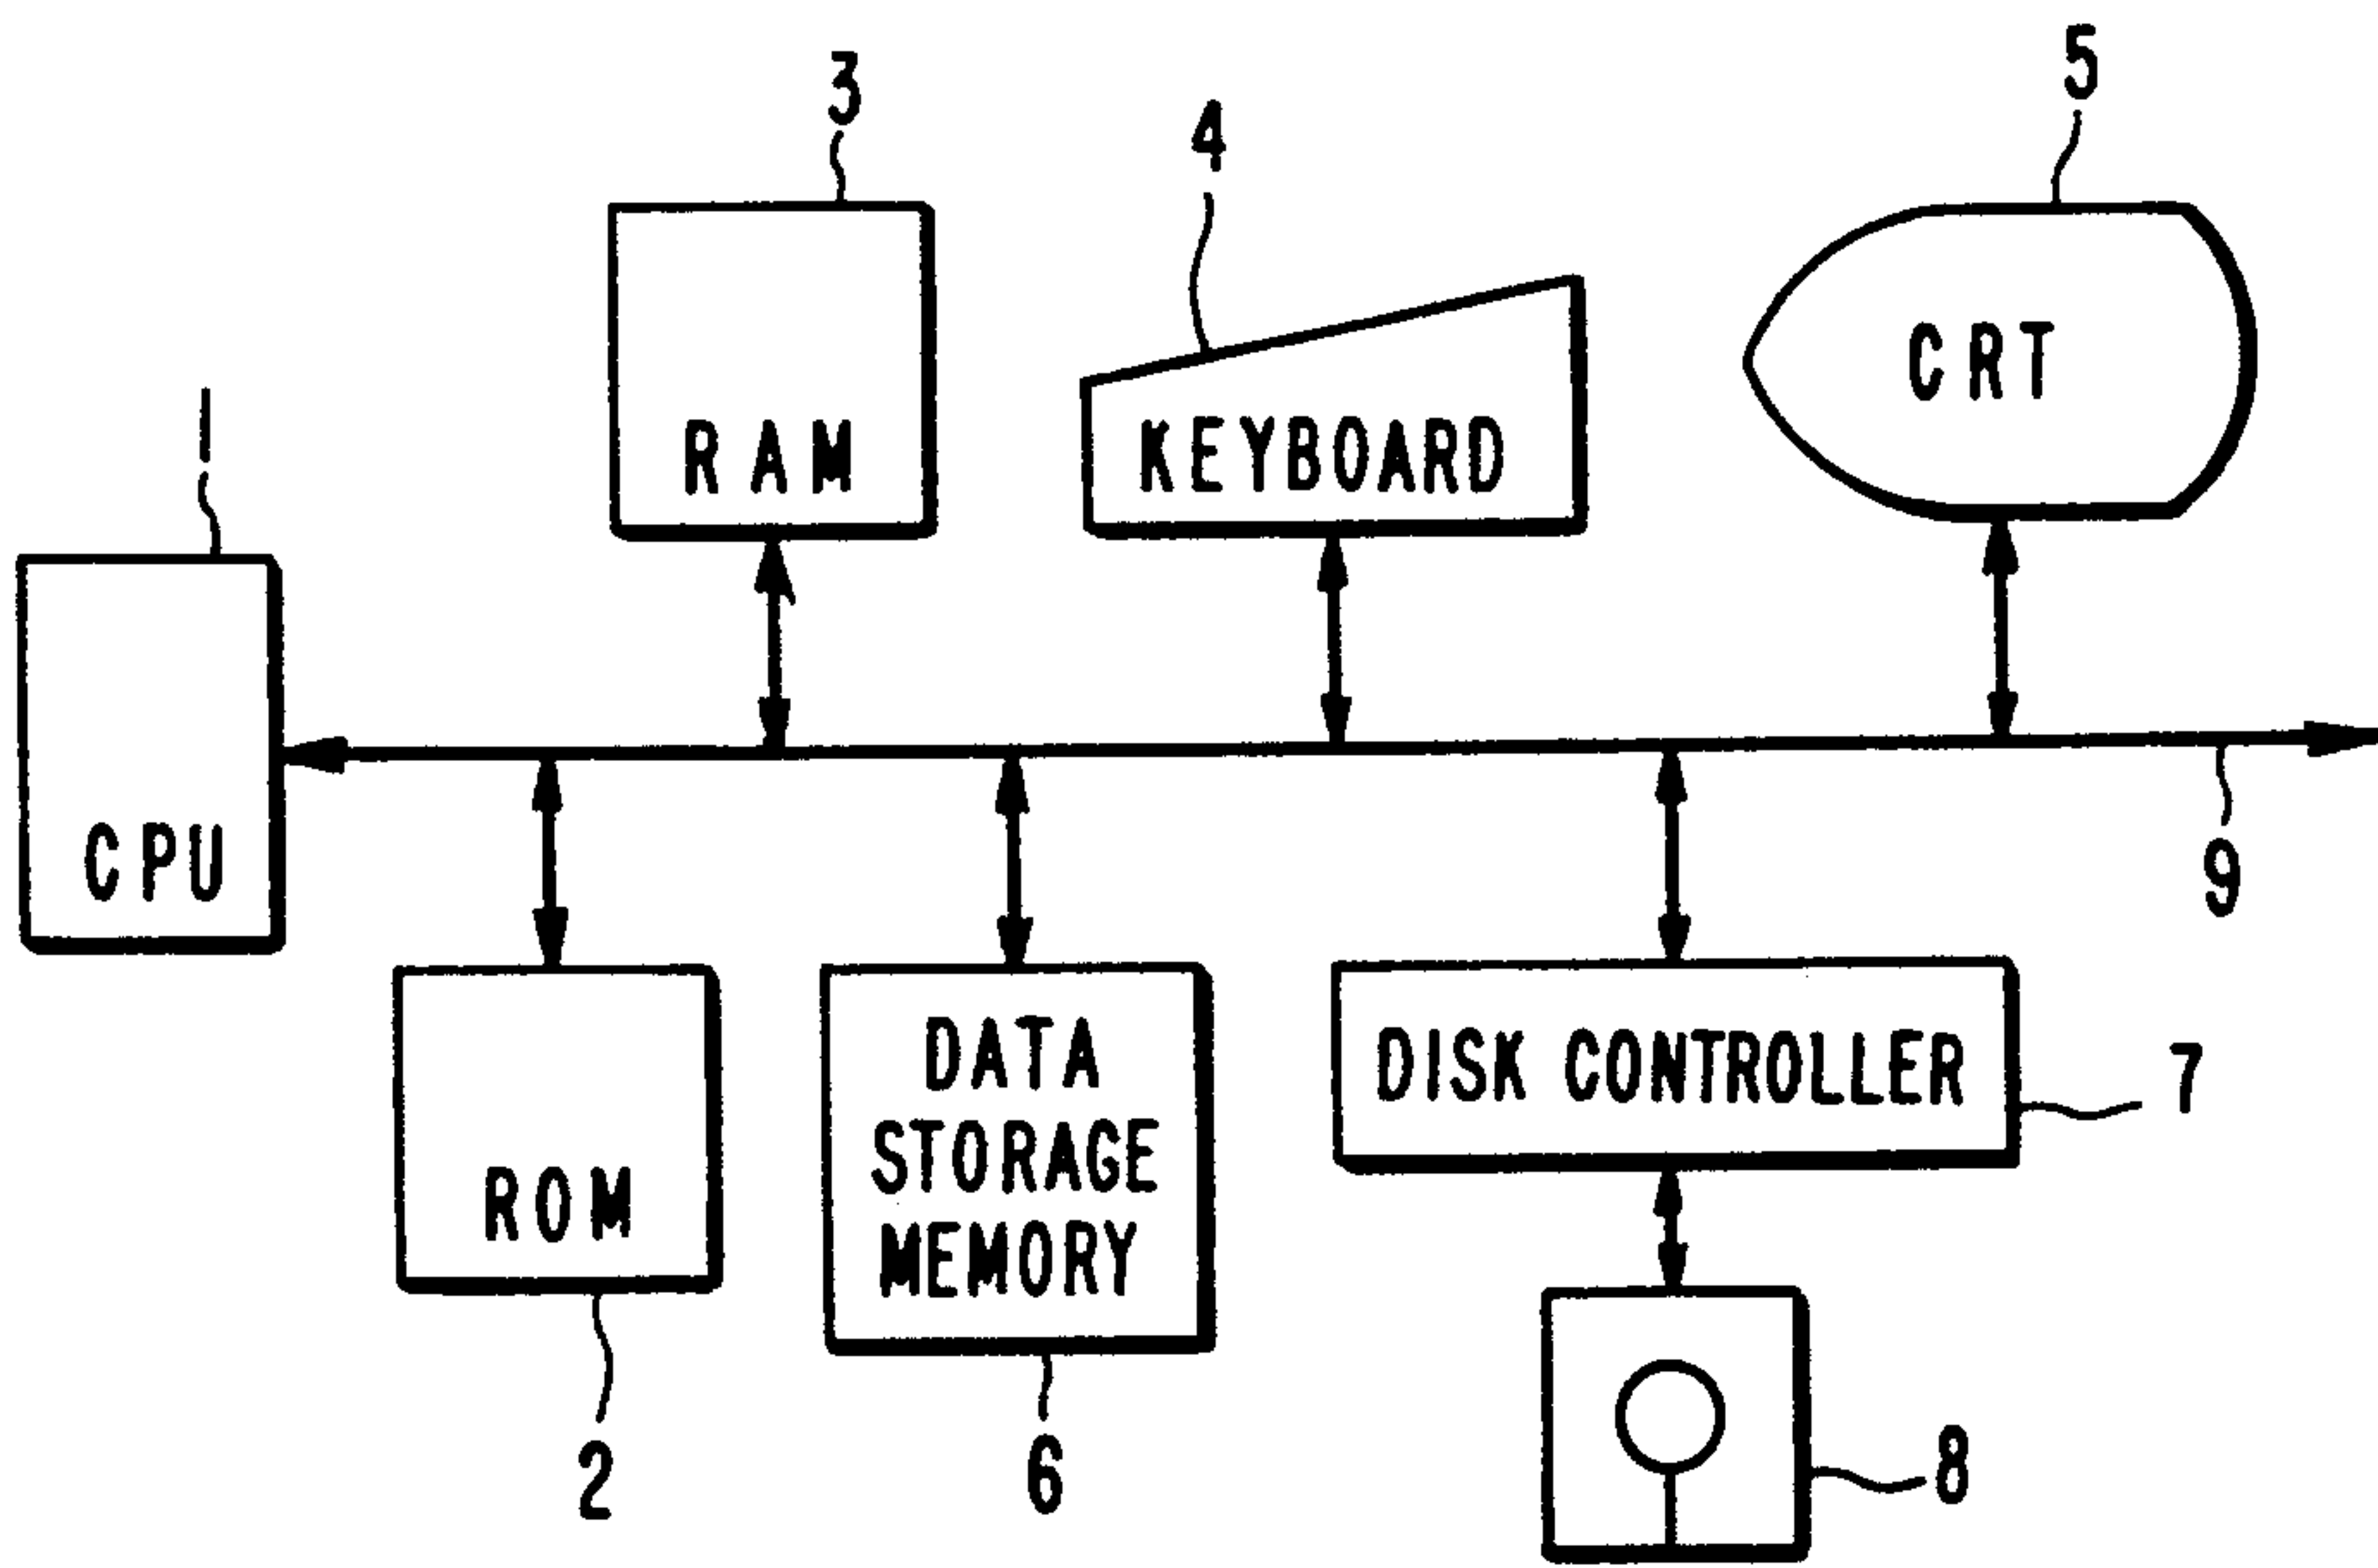 3
4
5
1
RAM
KEYBOARD
CRT
CPU
9
ROM
DATA
STORAGE
MEMORY
DISK CONTROLLER
7
2
6
8